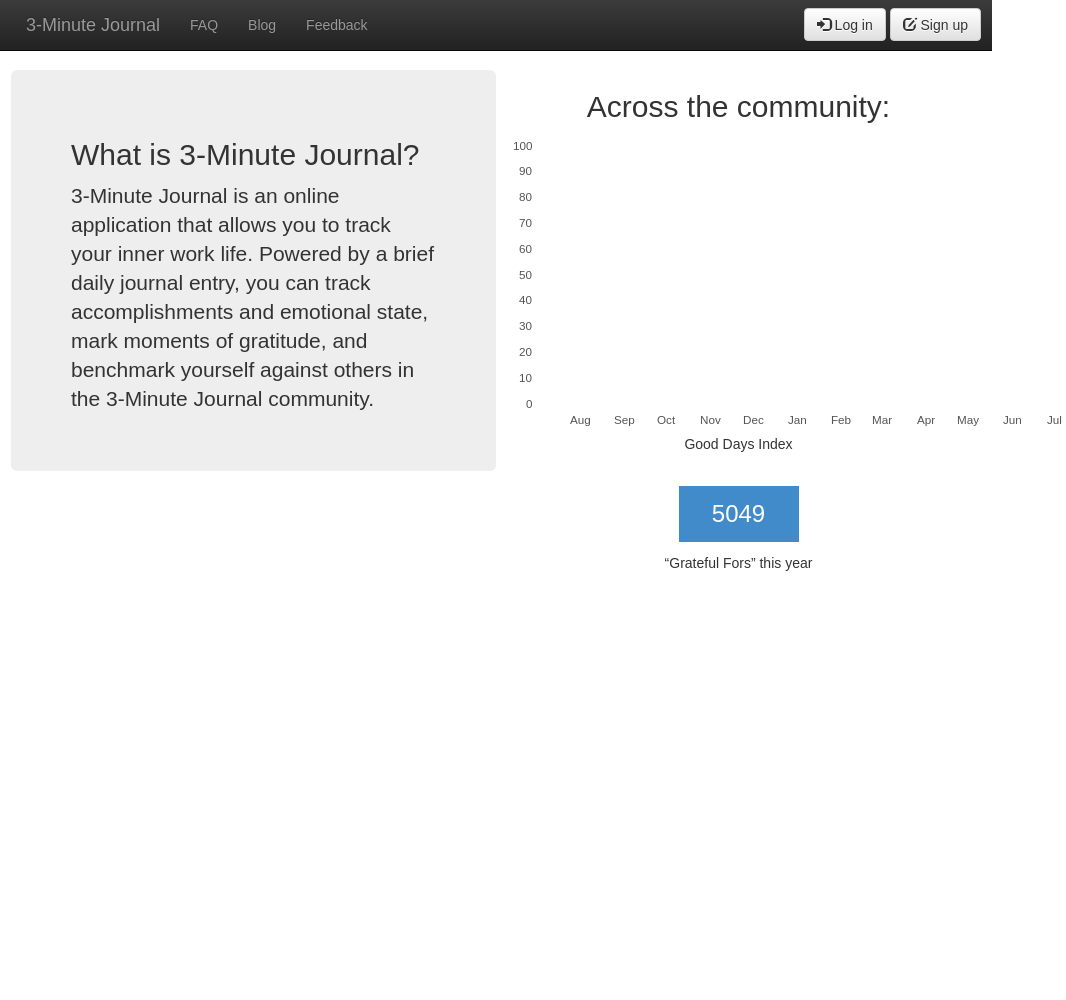 3-Minute Journal FAQ Blog Feedback Log in Sign up
What is 3-Minute Journal?
3-Minute Journal is an online
application that allows you to track
your inner work life. Powered by a brief
daily journal entry, you can track
accomplishments and emotional state,
mark moments of gratitude, and
benchmark yourself against others in
the 3-Minute Journal community.
Across the community:
100
90
80
70
60
50
40
30
20
10
0
Aug Sep Oct Nov Dec Jan Feb Mar Apr May Jun Jul
Good Days Index
5049
“Grateful Fors” this year